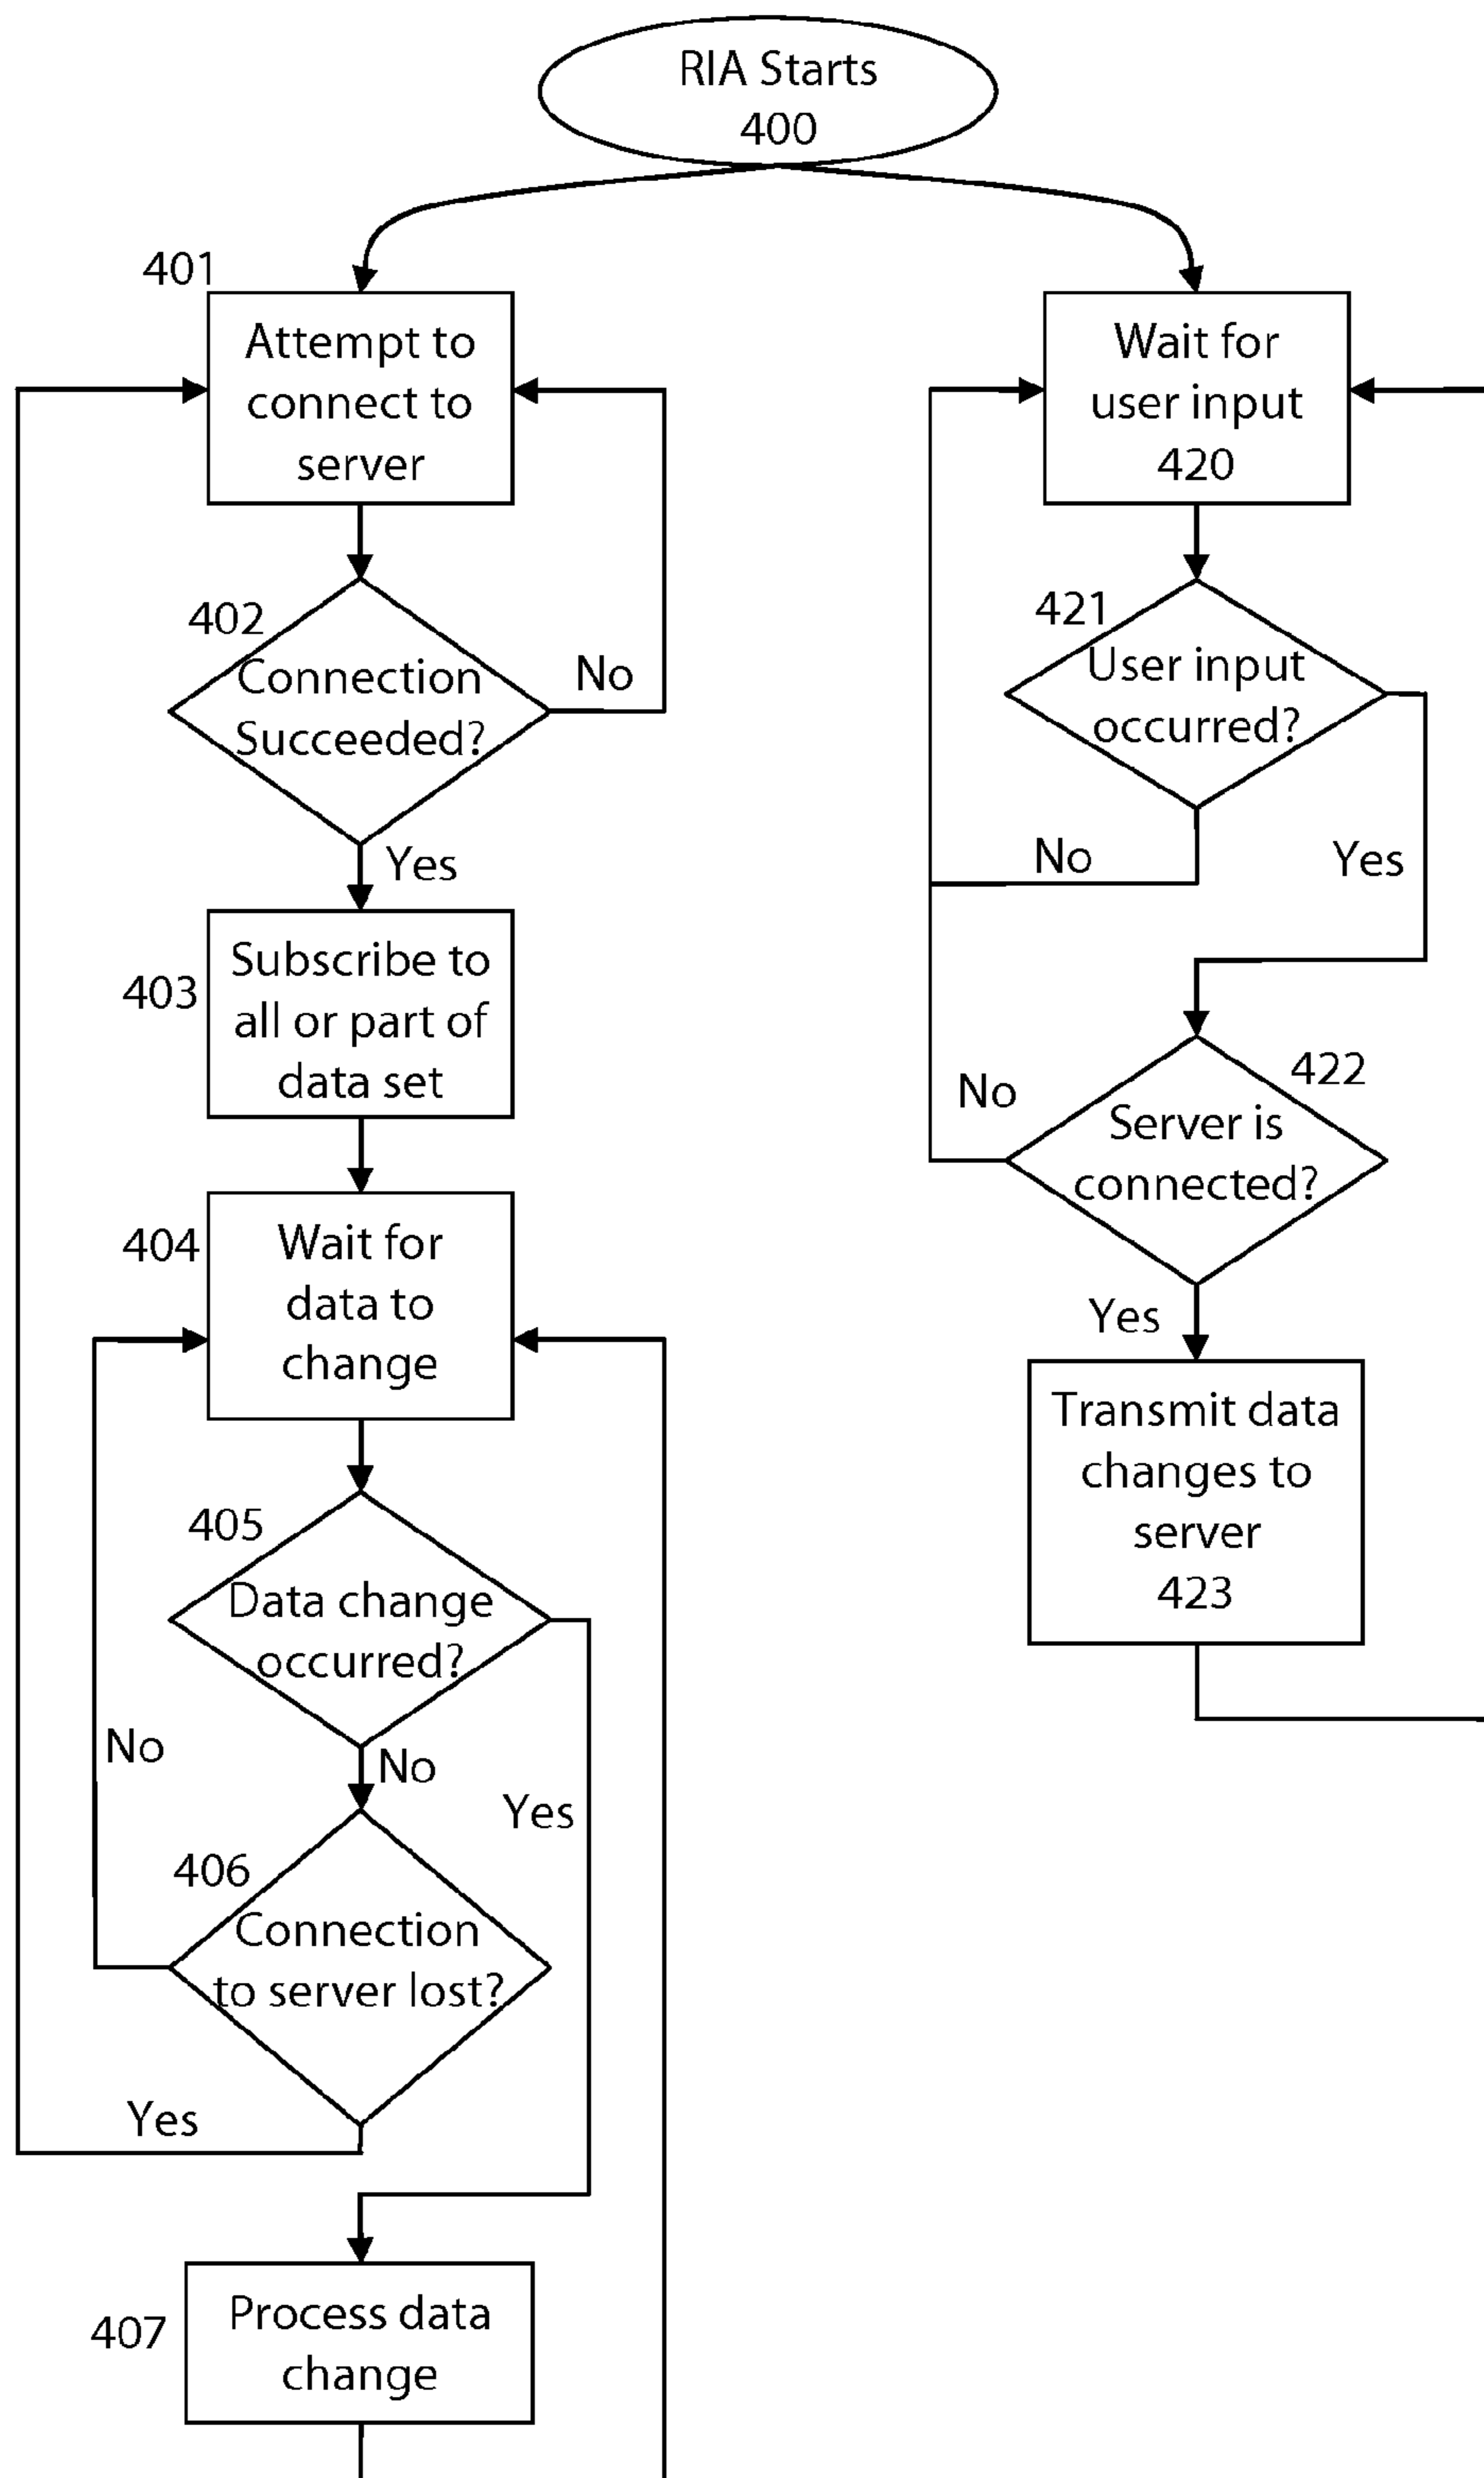 RIA Starts
400
401
Attempt to
connect to
server
402
Connection
Succeeded?
No
Yes
403
Subscribe to
all or part of
data set
404
Wait for
data to
change
405
Data change
occurred?
No
No
Yes
406
Connection
to server lost?
Yes
407
Process data
change
Wait for
user input
420
421
User input
occurred?
No
Yes
422
Server is
connected?
No
Yes
Transmit data
changes to
server
423